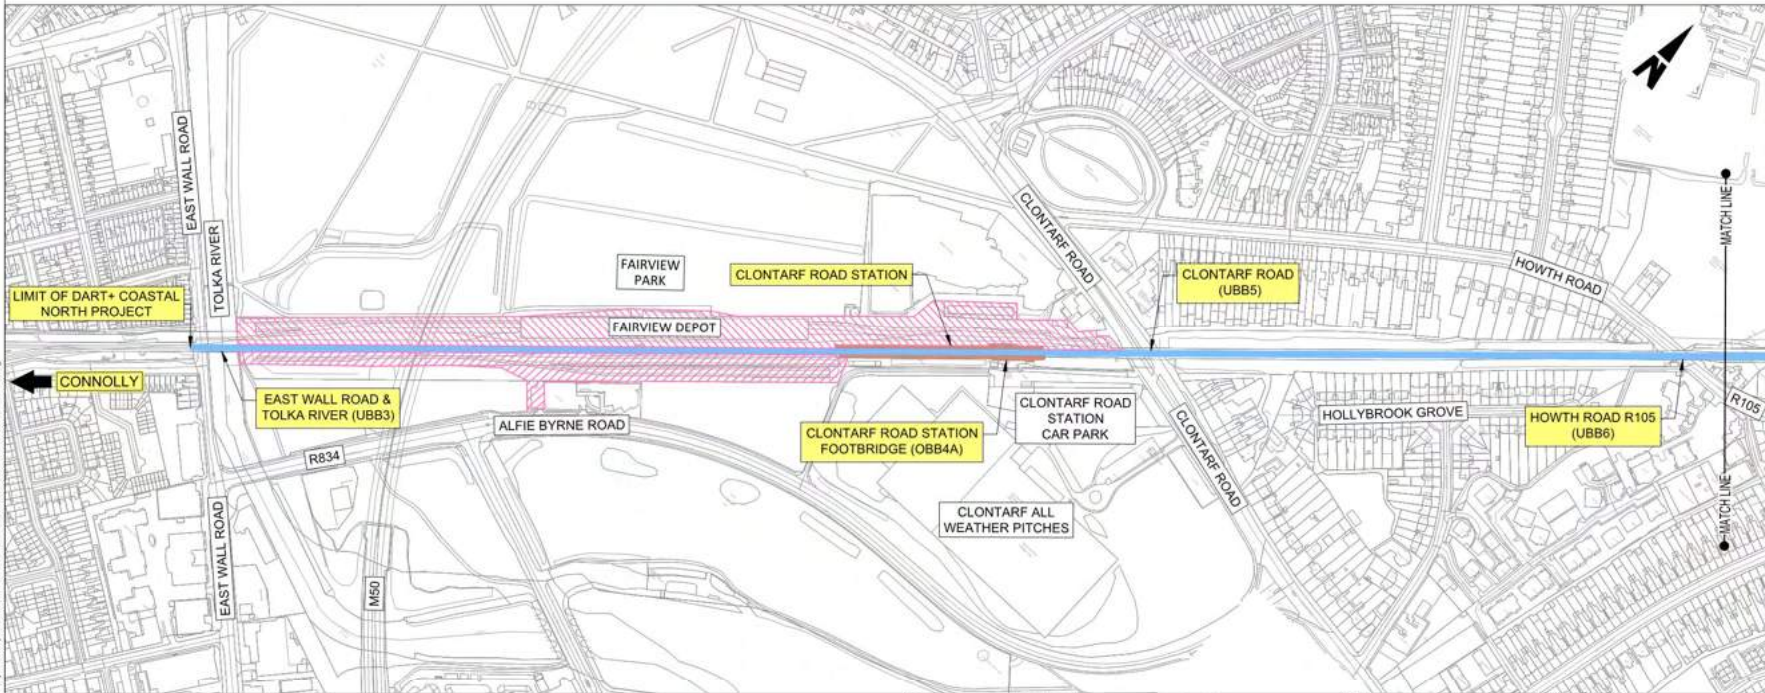 N
EAST WALL ROAD
TOLKA RIVER
CLONTARF ROAD
MATCH LINE
FAIRVIEW
PARK
CLONTARF ROAD STATION
CLONTARF ROAD
(UBB5)
HOWTH ROAD
LIMIT OF DART+ COASTAL
NORTH PROJECT
FAIRVIEW DEPOT
CONNOLLY
EAST WALL ROAD &
TOLKA RIVER (UBB3)
ALFIE BYRNE ROAD
CLONTARF ROAD STATION
FOOTBRIDGE (OBB4A)
CLONTARF ROAD
STATION
CAR PARK
HOLLYBROOK GROVE
HOWTH ROAD R105
(UBB6)
R105
R834
CLONTARF ROAD
CLONTARF ALL
WEATHER PITCHES
EAST WALL ROAD
M50
MATCH LINE